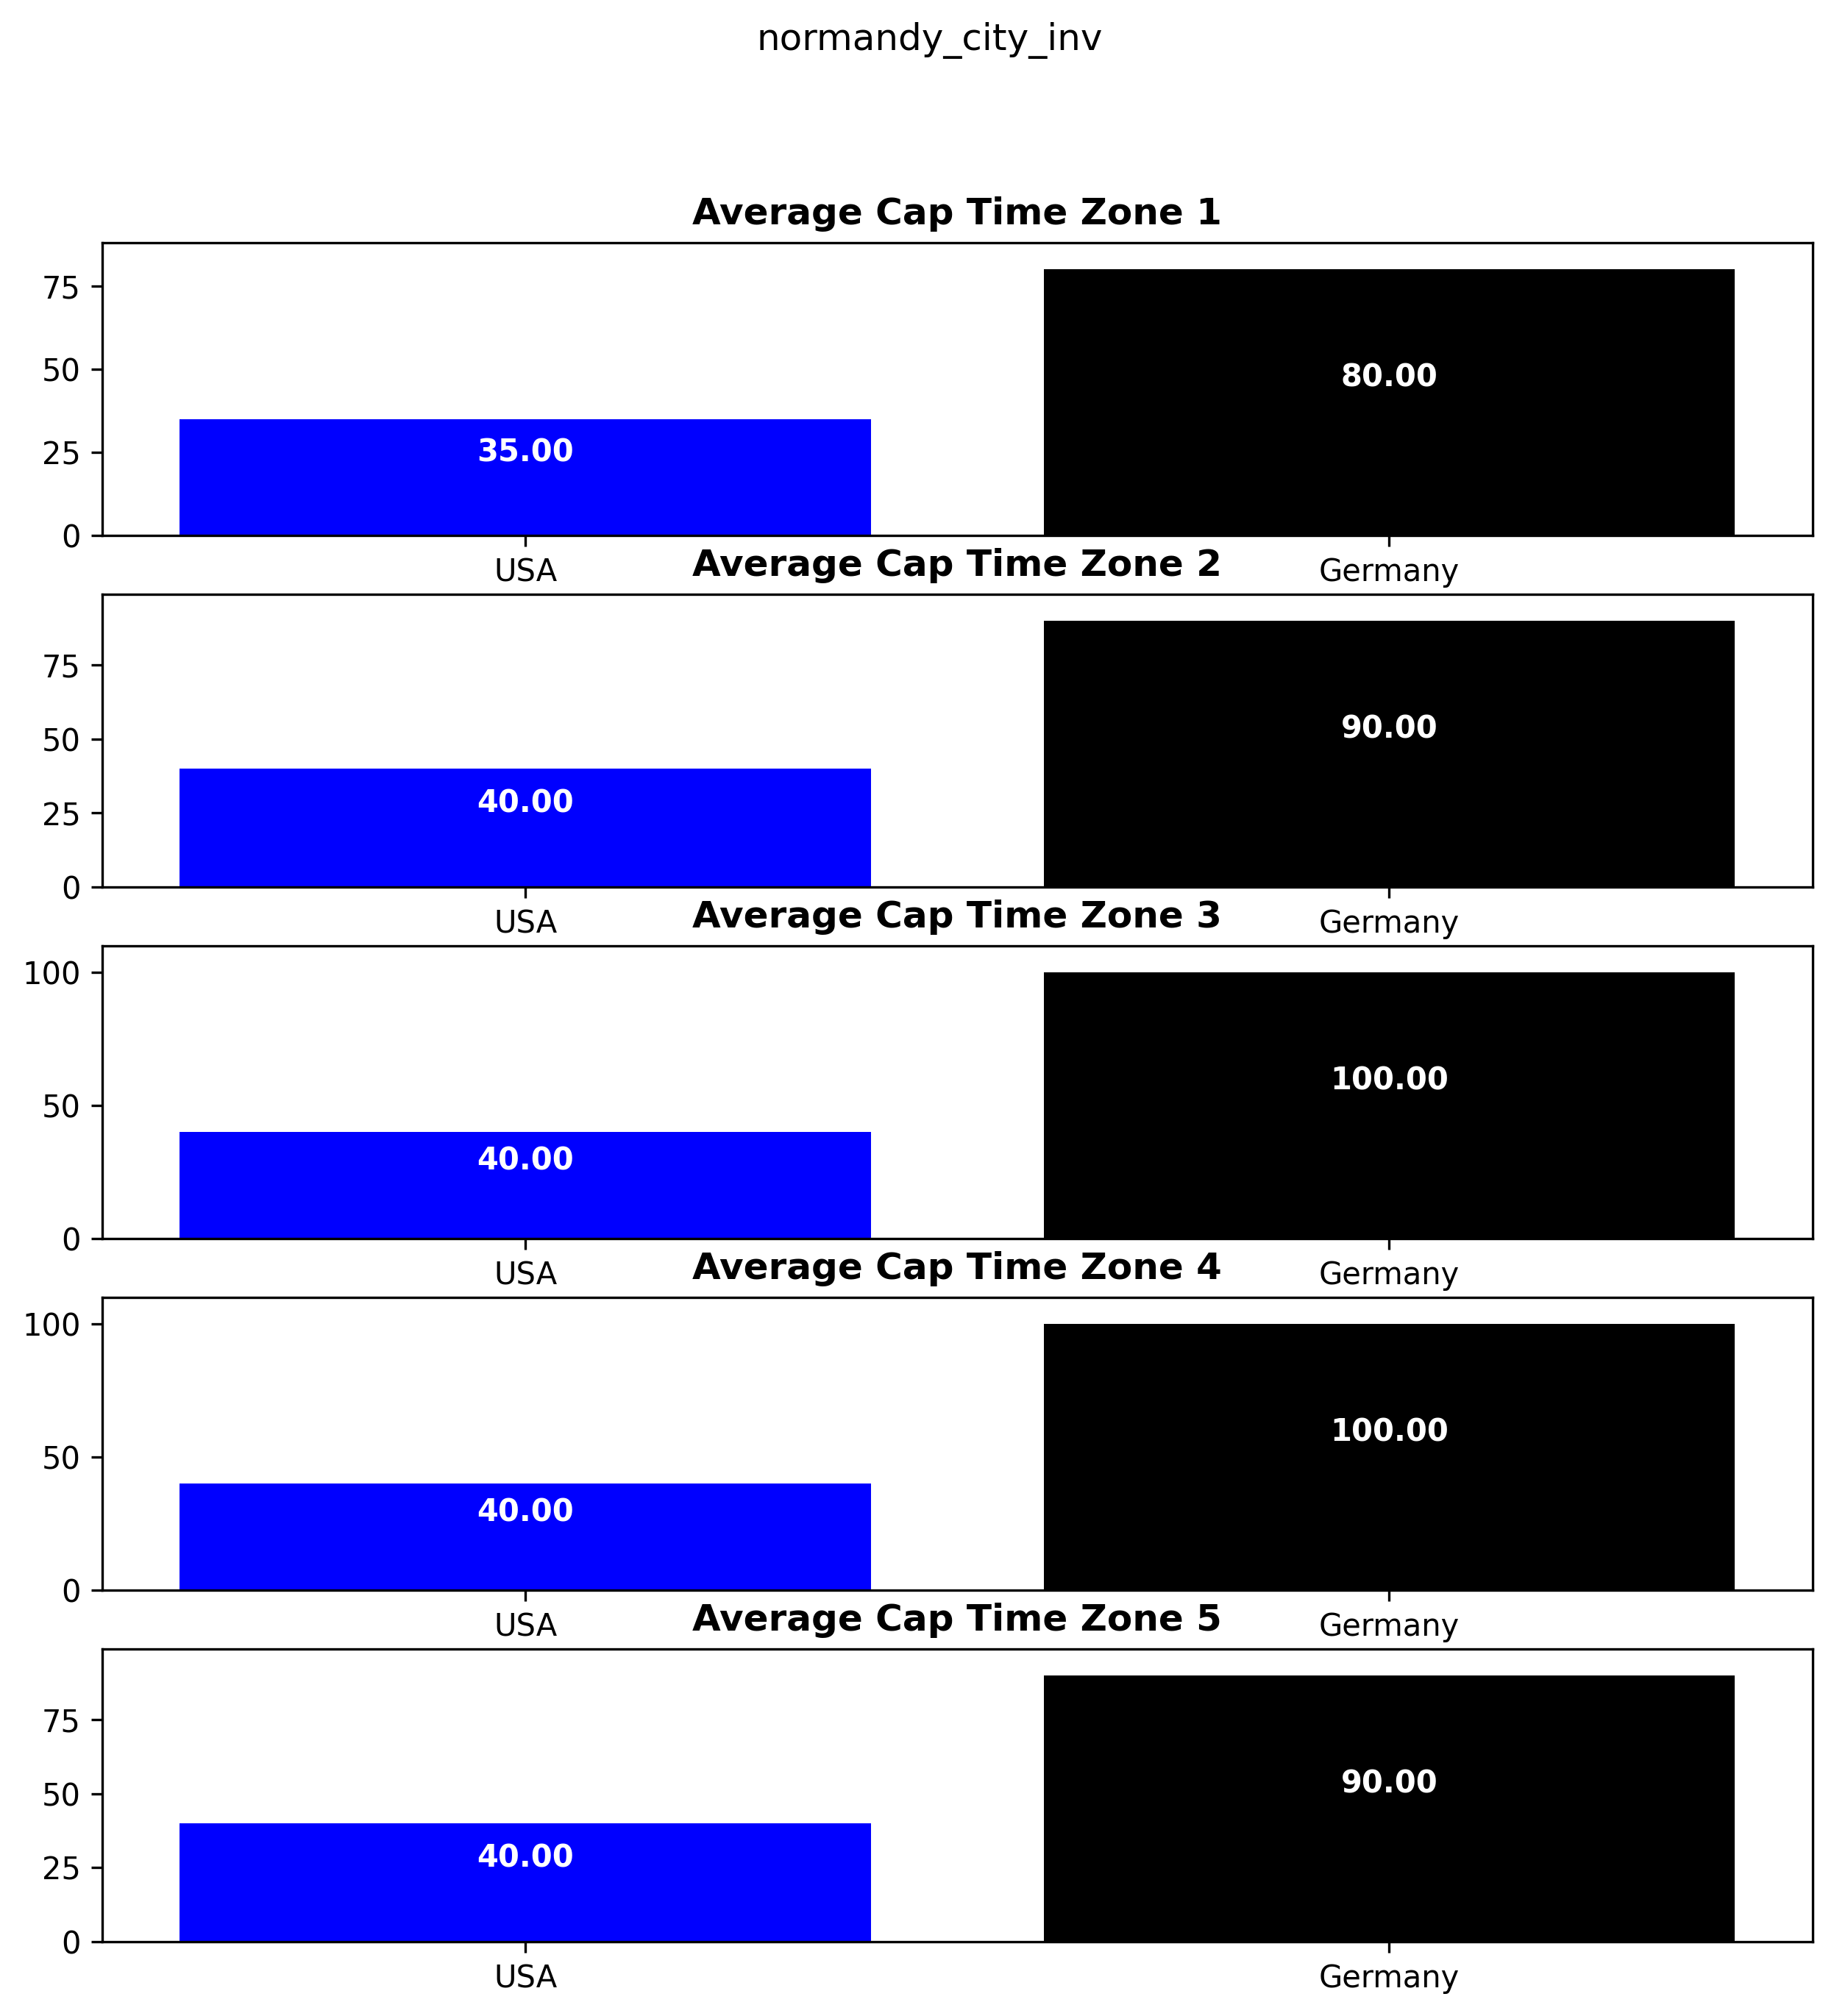 normandy_city_inv
Average Cap Time Zone 1
75
50
25
0
35.00
80.00
USA
Germany
Average Cap Time Zone 2
75
50
25
0
40.00
90.00
USA
Germany
Average Cap Time Zone 3
100
50
0
40.00
100.00
USA
Germany
Average Cap Time Zone 4
100
50
0
40.00
100.00
USA
Germany
Average Cap Time Zone 5
75
50
25
0
40.00
90.00
USA
Germany